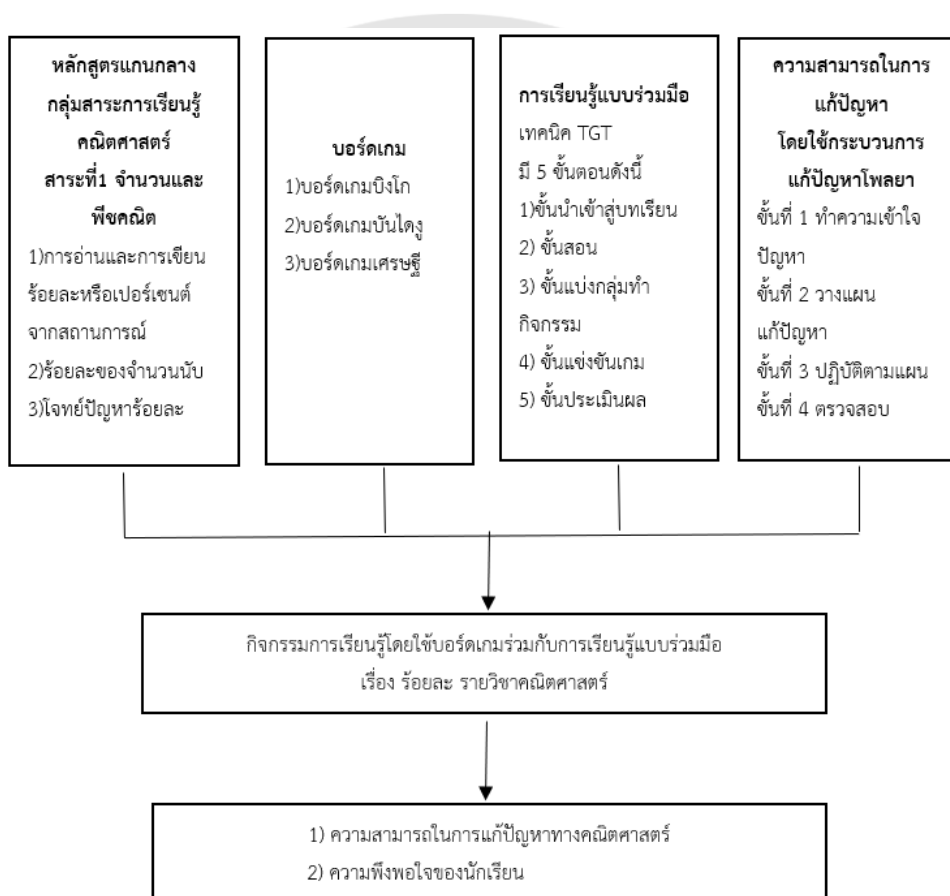 หลักสูตรแกนกลาง
กลุ่มสาระการเรียนรู้
คณิตศาสตร์
สาระที่1 จำนวนและ
พีชคณิต
1)การอ่านและการเขียน
ร้อยละหรือเปอร์เซนต์
จากสถานการณ์
2)ร้อยละของจำนวนนับ
3)โจทย์ปัญหาร้อยละ
บอร์ดเกม
1)บอร์ดเกมบิงโก
2)บอร์ดเกมบันไดงู
3)บอร์ดเกมเศรษฐี
การเรียนรู้แบบร่วมมือ
เทคนิค TGT
มี 5 ขั้นตอนดังนี้
1)ขั้นนำเข้าสู่บทเรียน
2) ขั้นสอน
3) ขั้นแบ่งกลุ่มทำ
กิจกรรม
4) ขั้นแข่งขันเกม
5) ขั้นประเมินผล
ความสามารถในการ
แก้ปัญหา
โดยใช้กระบวนการ
แก้ปัญหาโพลยา
ขั้นที่ 1 ทำความเข้าใจ
ปัญหา
ขั้นที่ 2 วางแผน
แก้ปัญหา
ขั้นที่ 3 ปฏิบัติตามแผน
ขั้นที่ 4 ตรวจสอบ
กิจกรรมการเรียนรู้โดยใช้บอร์ดเกมร่วมกับการเรียนรู้แบบร่วมมือ
เรื่อง ร้อยละ รายวิชาคณิตศาสตร์
1) ความสามารถในการแก้ปัญหาทางคณิตศาสตร์
2) ความพึงพอใจของนักเรียน